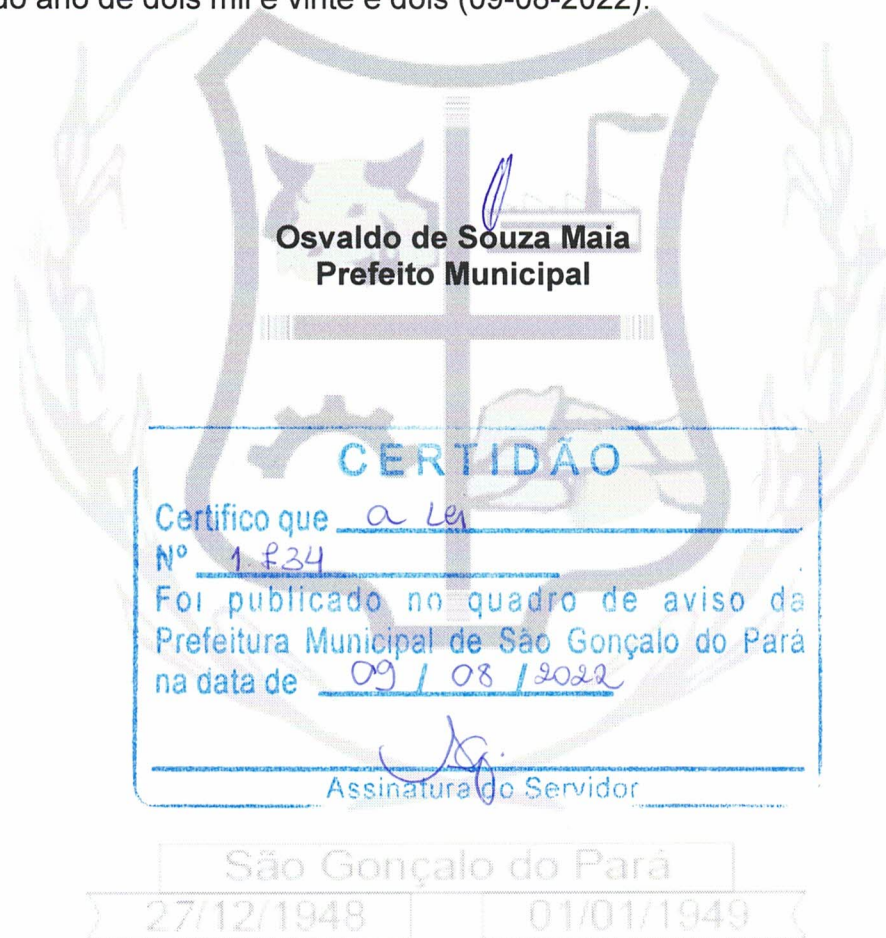 do ano de dois mil e vinte e dois (09-08-2022).
Osvaldo de Souza Maia
Prefeito Municipal
CERTIDÃO
Certifico que a Lei
Nº
Foi publicado no quadro de aviso da
Prefeitura Municipal de São Gonçalo do Pará
na data de 09 / 08 / 2022
Assinatura do Servidor
São Gonçalo do Pará
27/12/1948 01/01/1949